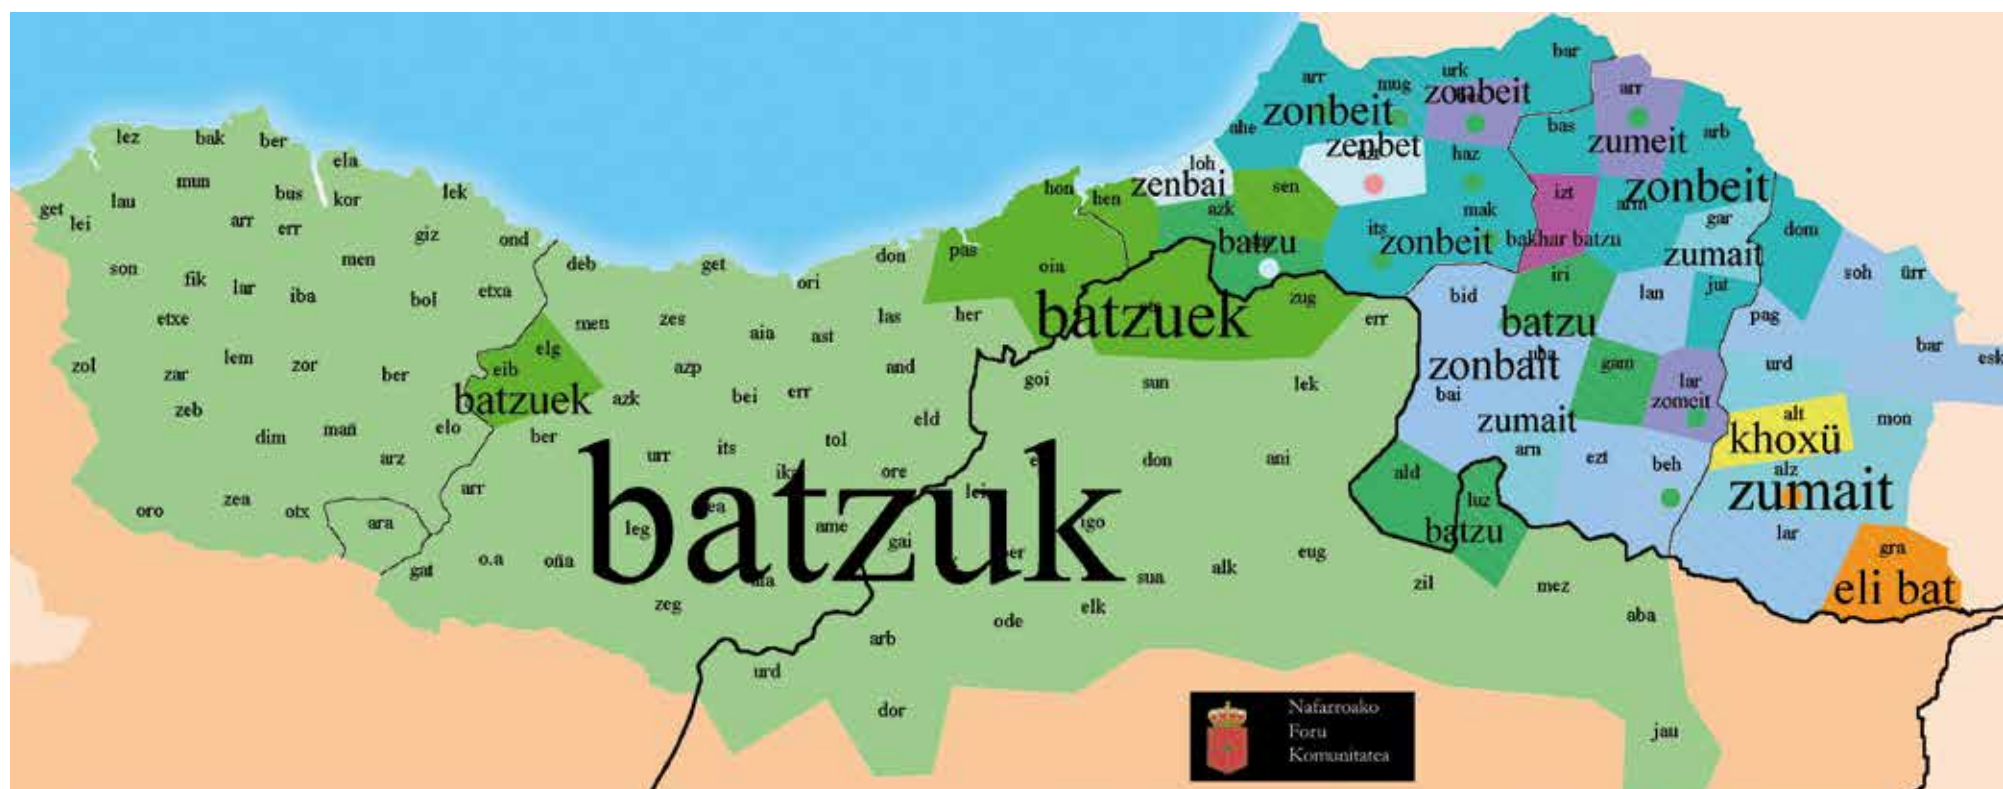 bar
urk
arr
mug
zonbeit
arr
zonbeit
ahe
bas
arb
zumeit
zenbet
haz
lez
bak
ber
ela
loh
zenbai
sen
izt
zonbeit
mun
bus
kor
lek
hon
hen
lau
get
lei
arr
err
giz
ond
azk
mak
arm
gar
its
zonbeit
bakhar batzu
dom
batzu
zumait
men
pas
don
deb
get
oia
son
fik
lar
iba
bol
etxa
ori
iri
soh
ürr
bid
lan
jut
zug
etxe
men
zes
aia
ast
las
her
batzuek
err
batzu
pag
zol
zar
lem
zor
ber
elg
eib
azp
and
goi
sun
lek
zonbait
gam
lar
urd
bar
esk
batzuek
azk
bei
err
bai
zomeit
zeb
dim
mañ
elo
ber
eld
zumait
alt
khoxü
mon
arz
urr
its
tol
ika
ore
don
ani
ald
arn
ezt
beh
alz
zumait
arr
lei
batzuk
oro
zea
otx
ara
leg
ame
gai
igo
luz
batzu
lar
gat
o.a
oña
sua
alk
eug
zil
mez
gra
eli bat
zeg
ode
elk
aba
arb
urd
dor
jau
Nafarroako
Foru
Komunitatea